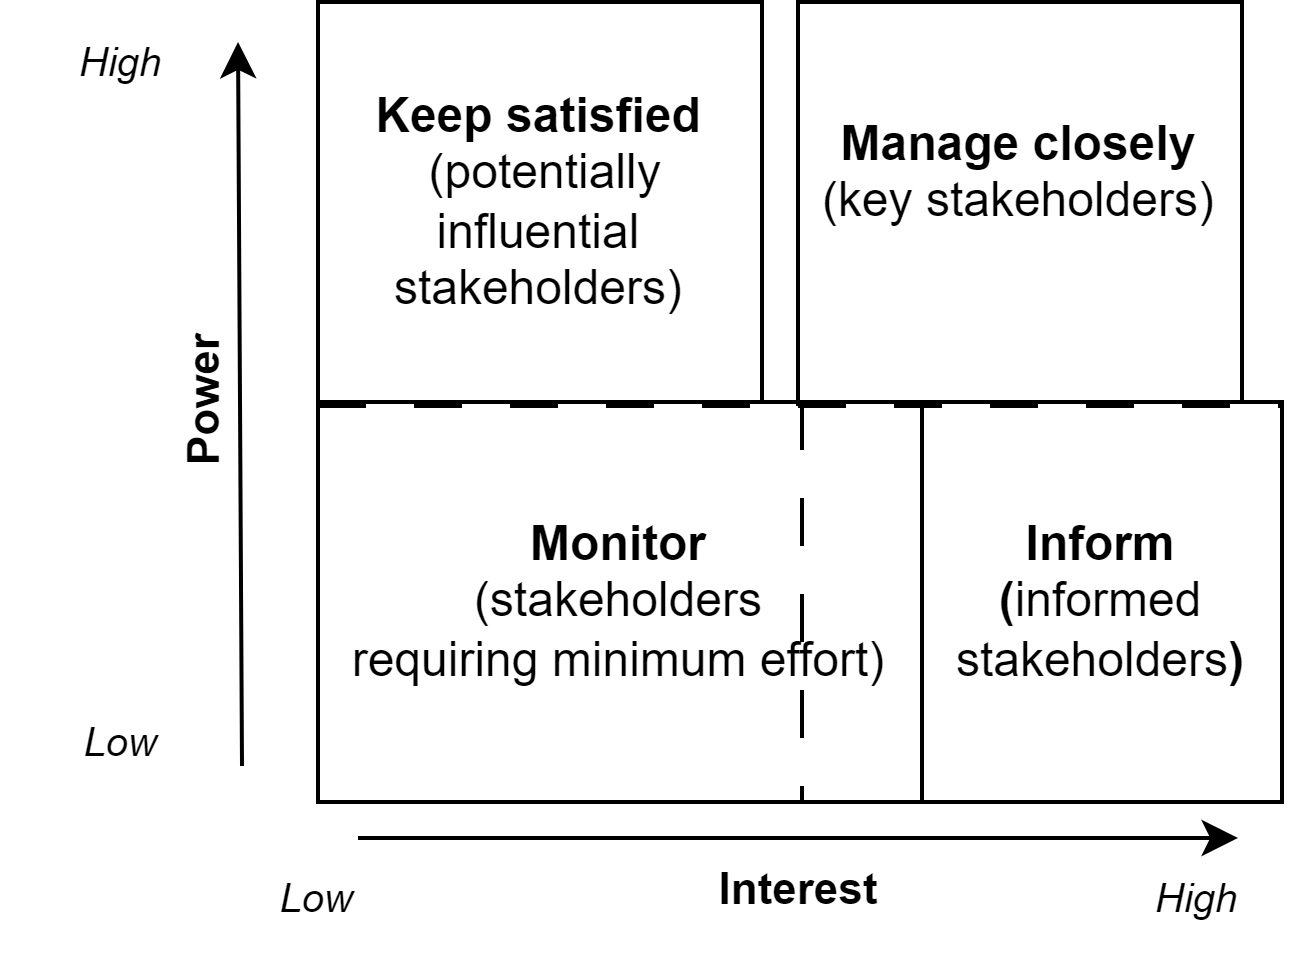 High
Keep satisfied
(potentially
influential
stakeholders)
Manage closely
(key stakeholders)
Power
Monitor
(stakeholders
requiring minimum effort)
Inform
(informed
stakeholders)
Low
Low
Interest
High